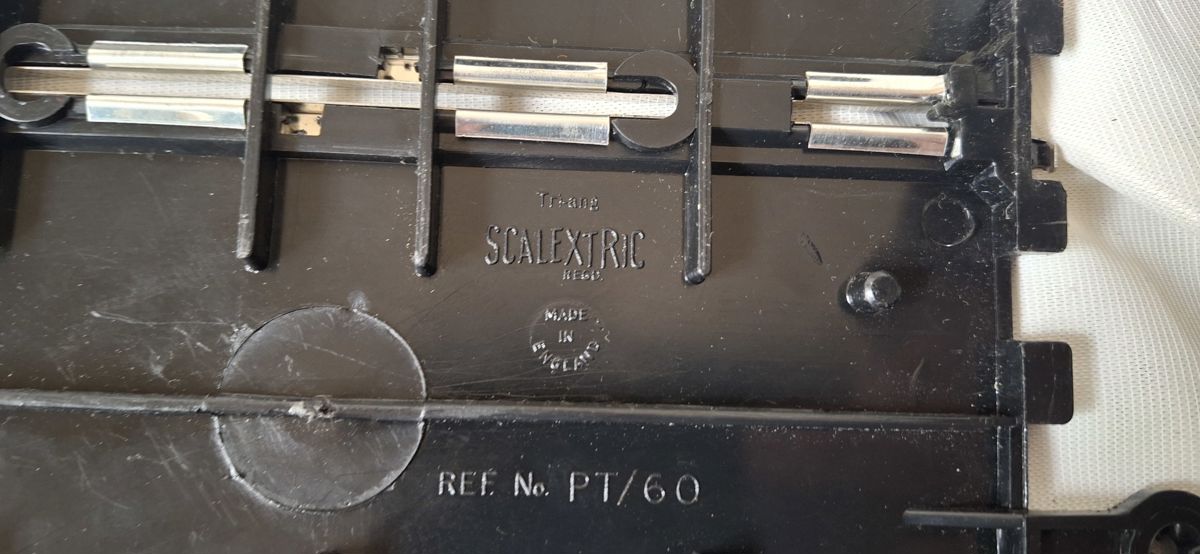 Tri-ang
SCALEXTRIC
REGD.
MADE
IN
ENGLAND
REF. No. PT/60